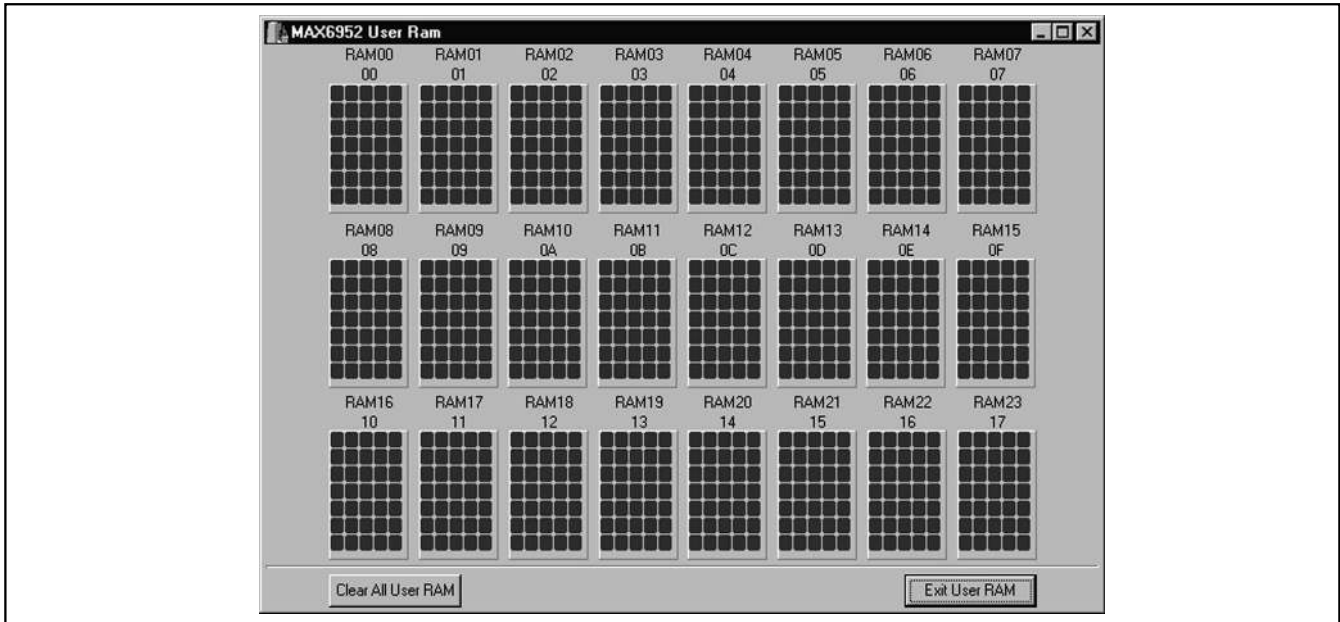 MAX6952 User Ram
RAM00 RAM01 RAM02 RAM03 RAM04 RAM05 RAM06 RAM07
00 01 02 03 04 05 06 07
RAM08 RAM09 RAM10 RAM11 RAM12 RAM13 RAM14 RAM15
08 09 0A 0B 0C 0D 0E 0F
RAM16 RAM17 RAM18 RAM19 RAM20 RAM21 RAM22 RAM23
10 11 12 13 14 15 16 17
Clear All User RAM Exit User RAM